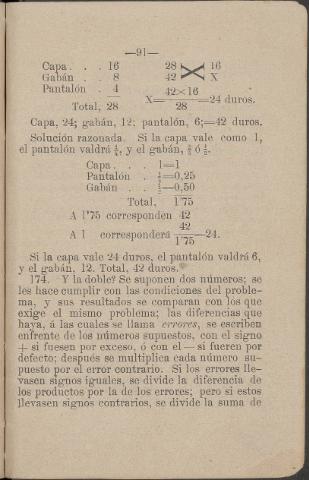 —91—
Capa . . . 16 28 16
Gabán . . 8 42 X
Pantalón . 4 X=42×16/28=24 duros.
Total, 28
Capa, 24; gabán, 12; pantalón, 6;=42 duros.
Solución razonada. Si la capa vale como 1,
el pantalón valdrá ¼, y el gabán, 2/4 ó ½.
Capa . . . 1=1
Pantalón . ¼=0,25
Gabán . . ½=0,50
Total, 1'75
A 1'75 corresponden 42
A 1 corresponderá 42/1'75=24.
Si la capa vale 24 duros, el pantalón valdrá 6,
y el gabán, 12. Total, 42 duros.
174. Y la doble? Se suponen dos números; se
les hace cumplir con las condiciones del proble-
ma, y sus resultados se comparan con los que
exige el mismo problema; las diferencias que
haya, á las cuales se llama errores, se escriben
enfrente de los números supuestos, con el signo
+ si fuesen por exceso, ó con el — si fueren por
defecto; después se multiplica cada número su-
puesto por el error contrario. Si los errores lle-
vasen signos iguales, se divide la diferencia de
los productos por la de los errores; pero si estos
llevasen signos contrarios, se divide la suma de